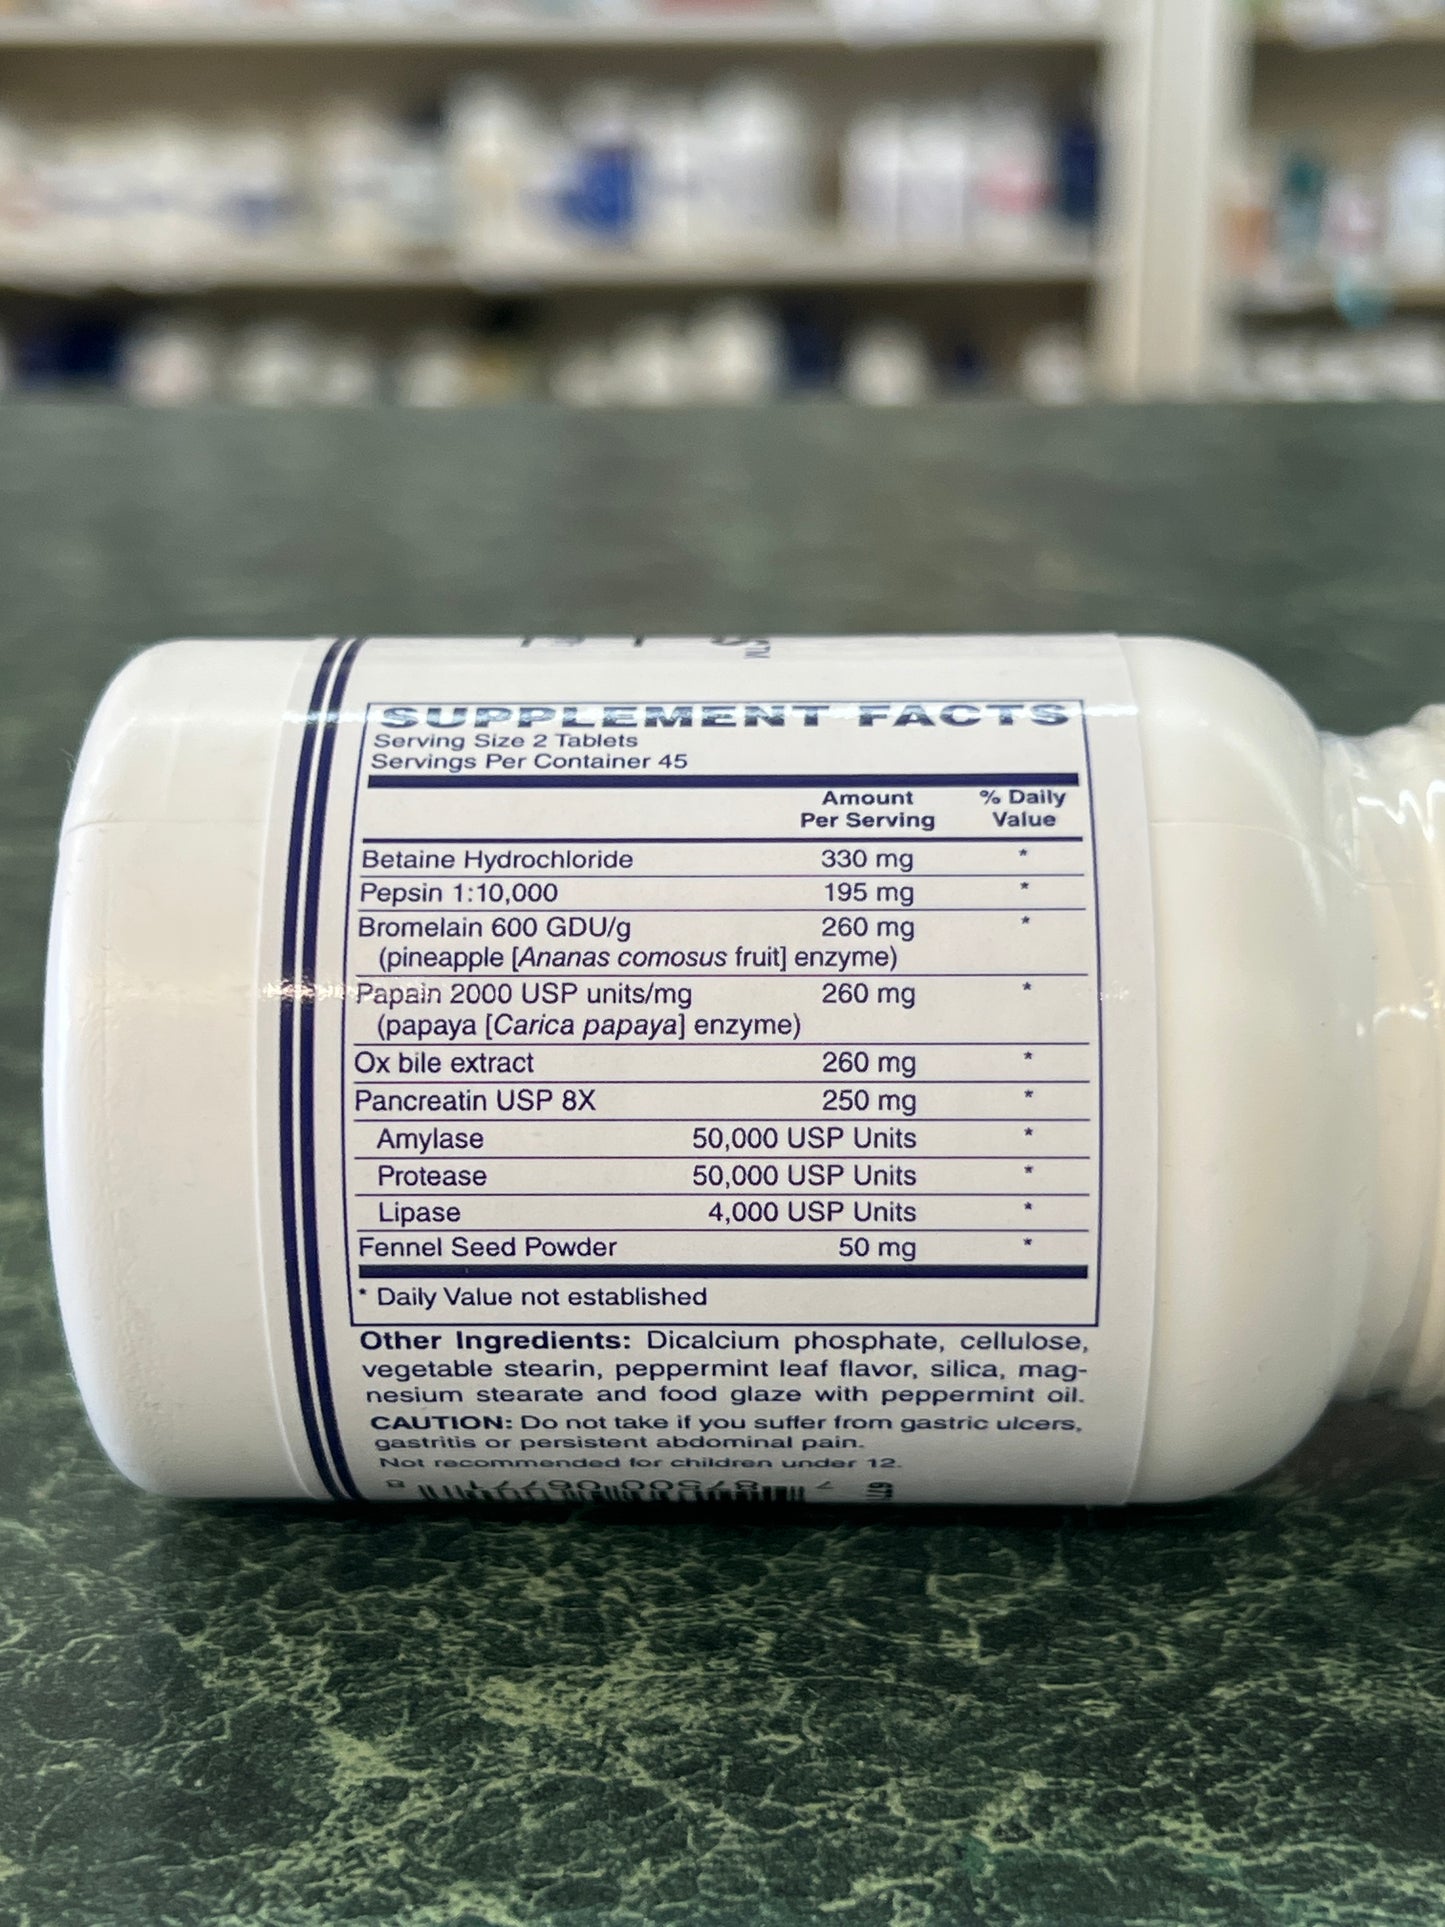 SUPPLEMENT FACTS
Serving Size 2 Tablets
Servings Per Container 45
Amount Per Serving % Daily Value
Betaine Hydrochloride 330 mg *
Pepsin 1:10,000 195 mg *
Bromelain 600 GDU/g 260 mg *
(pineapple [Ananas comosus fruit] enzyme)
Papain 2000 USP units/mg 260 mg *
(papaya [Carica papaya] enzyme)
Ox bile extract 260 mg *
Pancreatin USP 8X 250 mg *
Amylase 50,000 USP Units *
Protease 50,000 USP Units *
Lipase 4,000 USP Units *
Fennel Seed Powder 50 mg *
* Daily Value not established
Other Ingredients: Dicalcium phosphate, cellulose,
vegetable stearin, peppermint leaf flavor, silica, mag-
nesium stearate and food glaze with peppermint oil.
CAUTION: Do not take if you suffer from gastric ulcers,
gastritis or persistent abdominal pain.
Not recommended for children under 12.